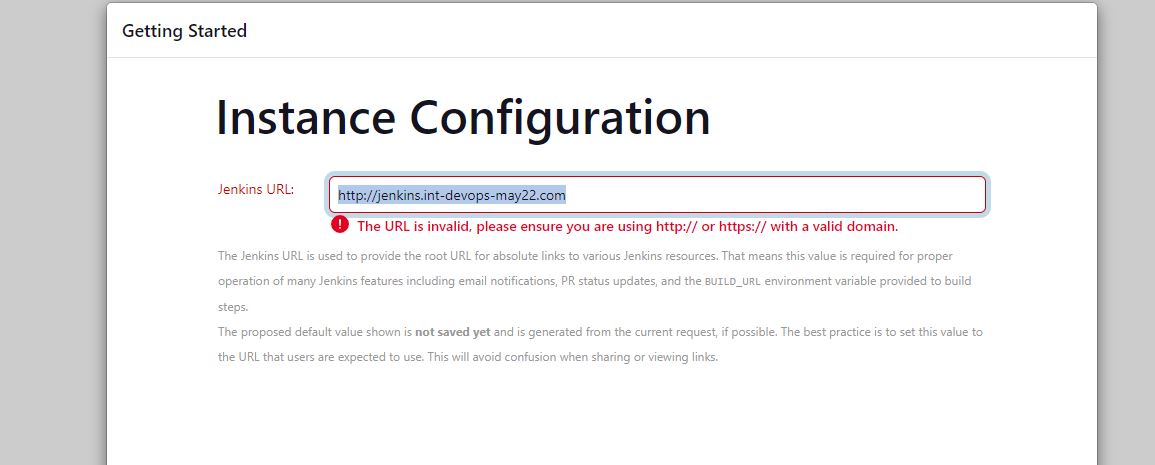 Getting Started
Instance Configuration
Jenkins URL:
http://jenkins.int-devops-may22.com
The URL is invalid, please ensure you are using http:// or https:// with a valid domain.
The Jenkins URL is used to provide the root URL for absolute links to various Jenkins resources. That means this value is required for proper
operation of many Jenkins features including email notifications, PR status updates, and the BUILD_URL environment variable provided to build
steps.
The proposed default value shown is not saved yet and is generated from the current request, if possible. The best practice is to set this value to
the URL that users are expected to use. This will avoid confusion when sharing or viewing links.